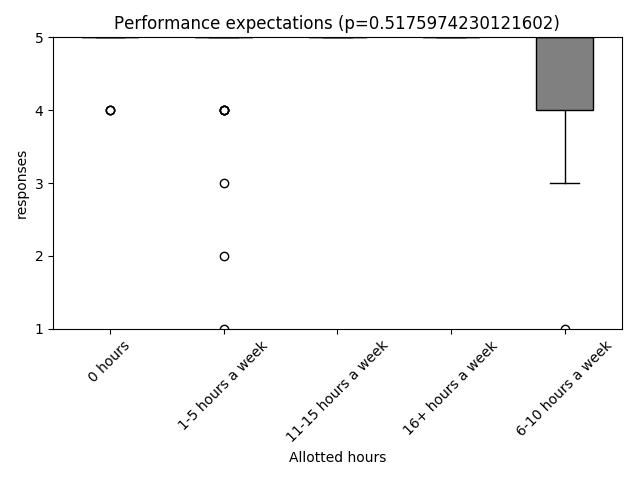 Performance expectations (p=0.5175974230121602)
5
4
3
2
1
responses
0 hours
1-5 hours a week
11-15 hours a week
16+ hours a week
6-10 hours a week
Allotted hours